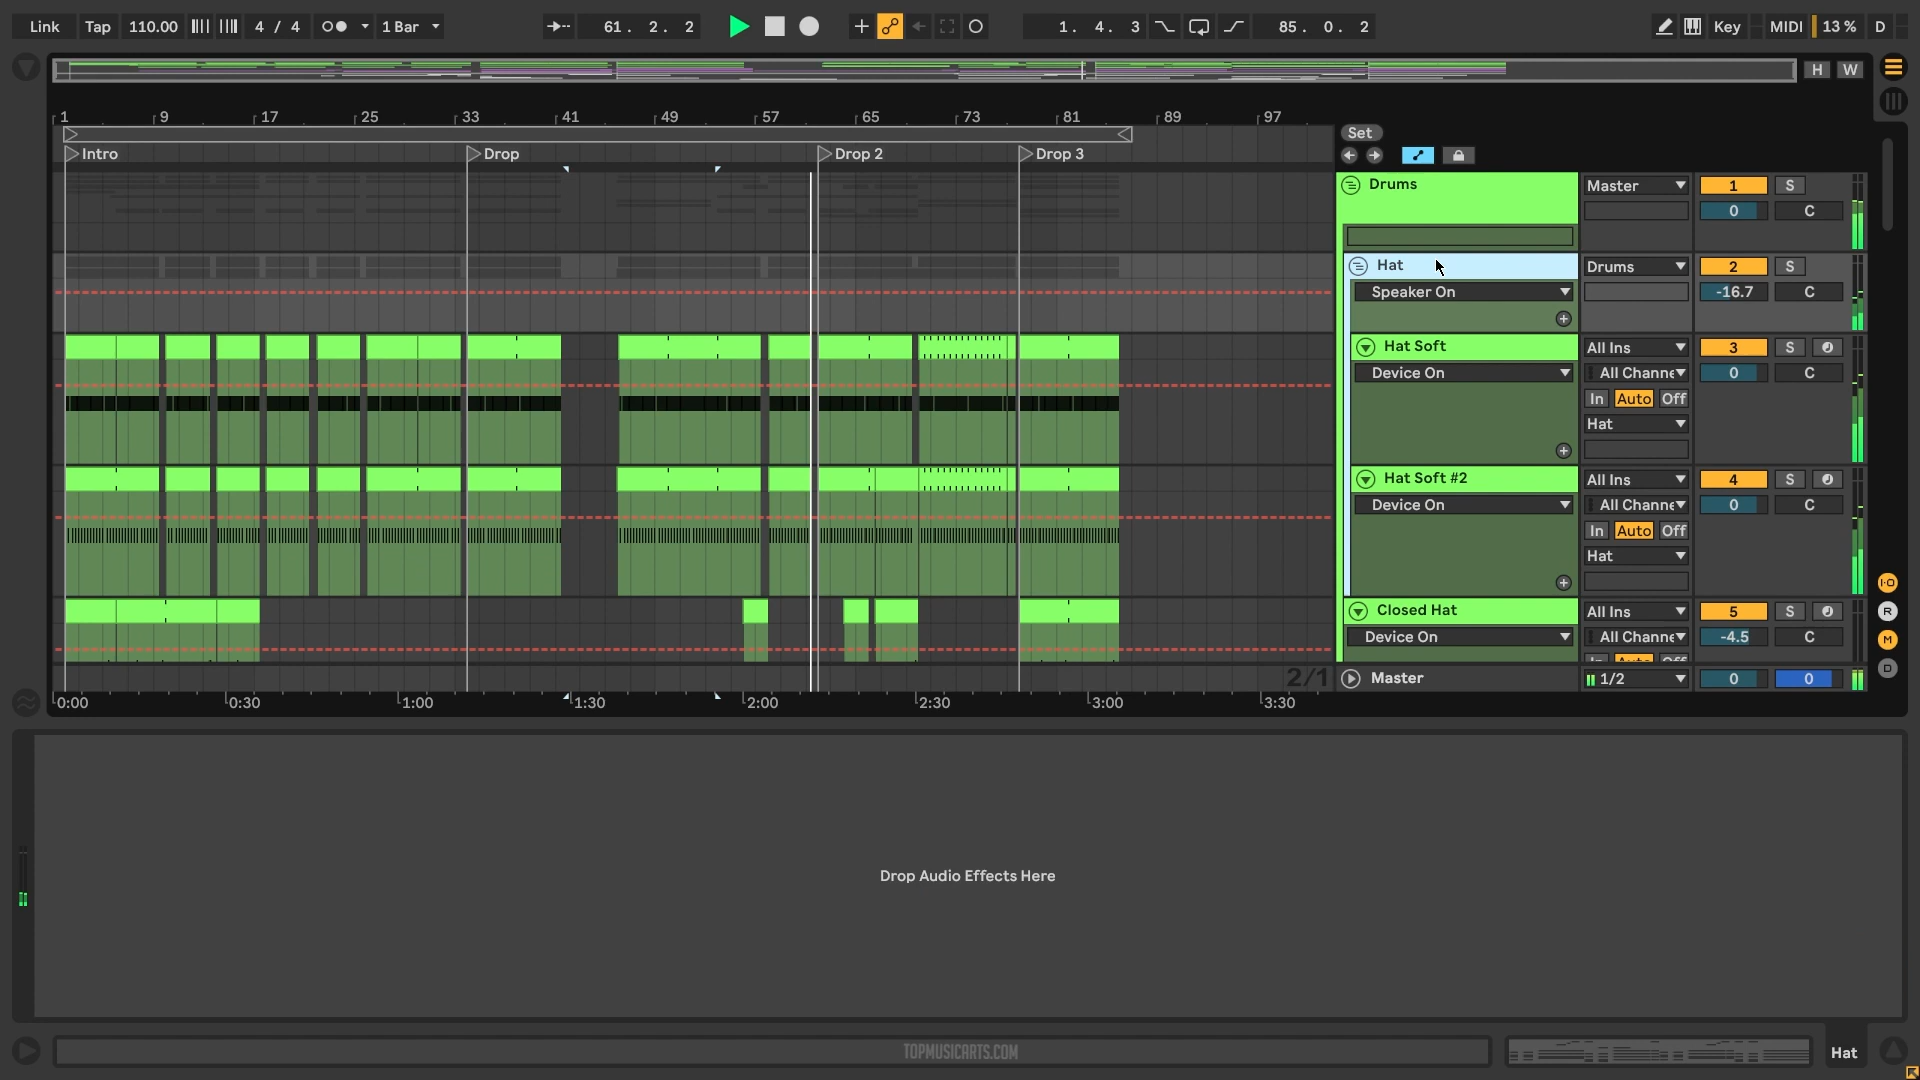 Link Tap 110.00 4 / 4 1 Bar 61. 2. 2 1. 4. 3 85. 0. 2 Key MIDI 13 % D
H W
1 9 17 25 33 41 49 57 65 73 81 89 97
Set
Intro Drop Drop 2 Drop 3
Drums Master 1 S
0 C
Hat Drums 2 S
Speaker On -16.7 C
Hat Soft All Ins 3 S
Device On All Channe 0 C
In Auto Off
Hat
Hat Soft #2 All Ins 4 S
Device On All Channe 0 C
In Auto Off
Hat
I·O
Closed Hat All Ins 5 S R
Device On All Channe -4.5 C M
In Auto Off D
2/1 Master 1/2 0 0
0:00 0:30 1:00 1:30 2:00 2:30 3:00 3:30
Drop Audio Effects Here
TOPMUSICARTS.COM Hat